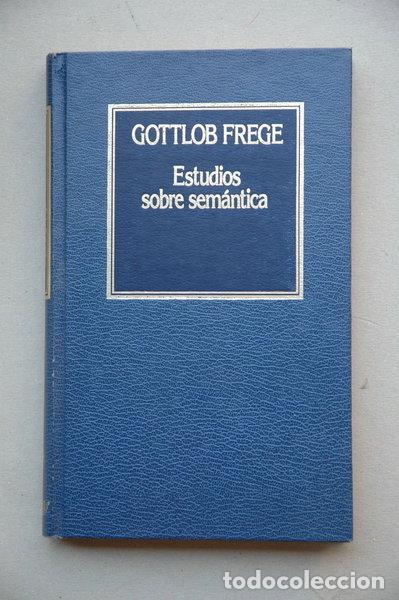 GOTTLOB FREGE
Estudios
sobre semántica
todocoleccion